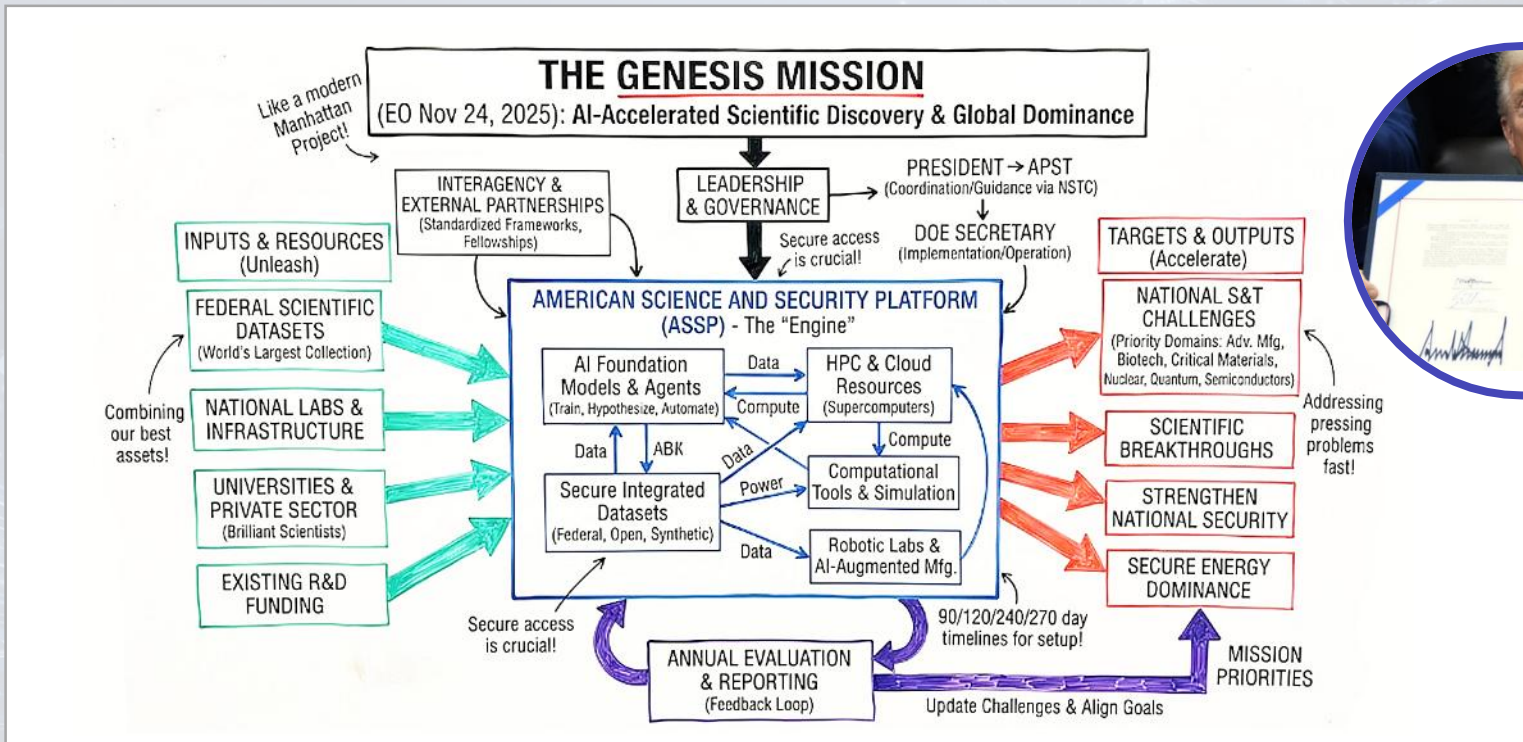 THE GENESIS MISSION
(EO Nov 24, 2025): AI-Accelerated Scientific Discovery & Global Dominance
Like a modern
Manhattan
Project!
INTERAGENCY &
EXTERNAL PARTNERSHIPS
(Standardized Frameworks,
Fellowships)
LEADERSHIP
& GOVERNANCE
PRESIDENT → APST
(Coordination/Guidance via NSTC)
DOE SECRETARY
(Implementation/Operation)
Secure access
is crucial!
INPUTS & RESOURCES
(Unleash)
FEDERAL SCIENTIFIC
DATASETS
(World's Largest Collection)
NATIONAL LABS &
INFRASTRUCTURE
UNIVERSITIES &
PRIVATE SECTOR
(Brilliant Scientists)
EXISTING R&D
FUNDING
Combining
our best
assets!
AMERICAN SCIENCE AND SECURITY PLATFORM
(ASSP) - The "Engine"
AI Foundation
Models & Agents
(Train, Hypothesize, Automate)
Data
Compute
HPC & Cloud
Resources
(Supercomputers)
Data
ABK
Data
Compute
Secure Integrated
Datasets
(Federal, Open, Synthetic)
Power
Data
Computational
Tools & Simulation
Robotic Labs &
AI-Augmented Mfg.
TARGETS & OUTPUTS
(Accelerate)
NATIONAL S&T
CHALLENGES
(Priority Domains: Adv. Mfg,
Biotech, Critical Materials,
Nuclear, Quantum, Semiconductors)
SCIENTIFIC
BREAKTHROUGHS
STRENGTHEN
NATIONAL SECURITY
SECURE ENERGY
DOMINANCE
Addressing
pressing
problems
fast!
Secure access
is crucial!
90/120/240/270 day
timelines for setup!
ANNUAL EVALUATION
& REPORTING
(Feedback Loop)
Update Challenges & Align Goals
MISSION
PRIORITIES